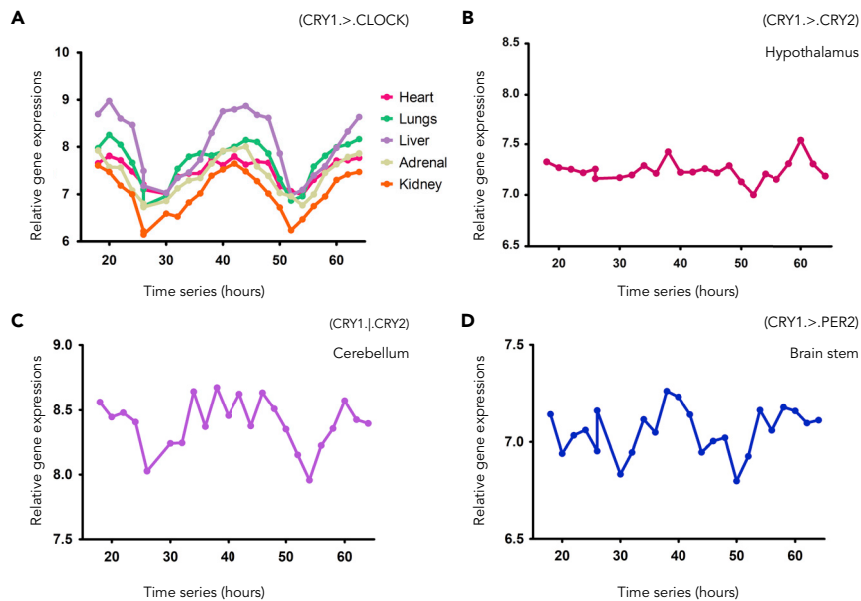 A
(CRY1.>.CLOCK)
Relative gene expressions
10
9
8
7
6
20
30
40
50
60
Time series (hours)
Heart
Lungs
Liver
Adrenal
Kidney
B
(CRY1.>.CRY2)
Hypothalamus
Relative gene expressions
8.5
8.0
7.5
7.0
6.5
20
30
40
50
60
Time series (hours)
C
(CRY1.|.CRY2)
Cerebellum
Relative gene expressions
9.0
8.5
8.0
7.5
20
30
40
50
60
Time series (hours)
D
(CRY1.>.PER2)
Brain stem
Relative gene expressions
7.5
7.0
6.5
20
30
40
50
60
Time series (hours)